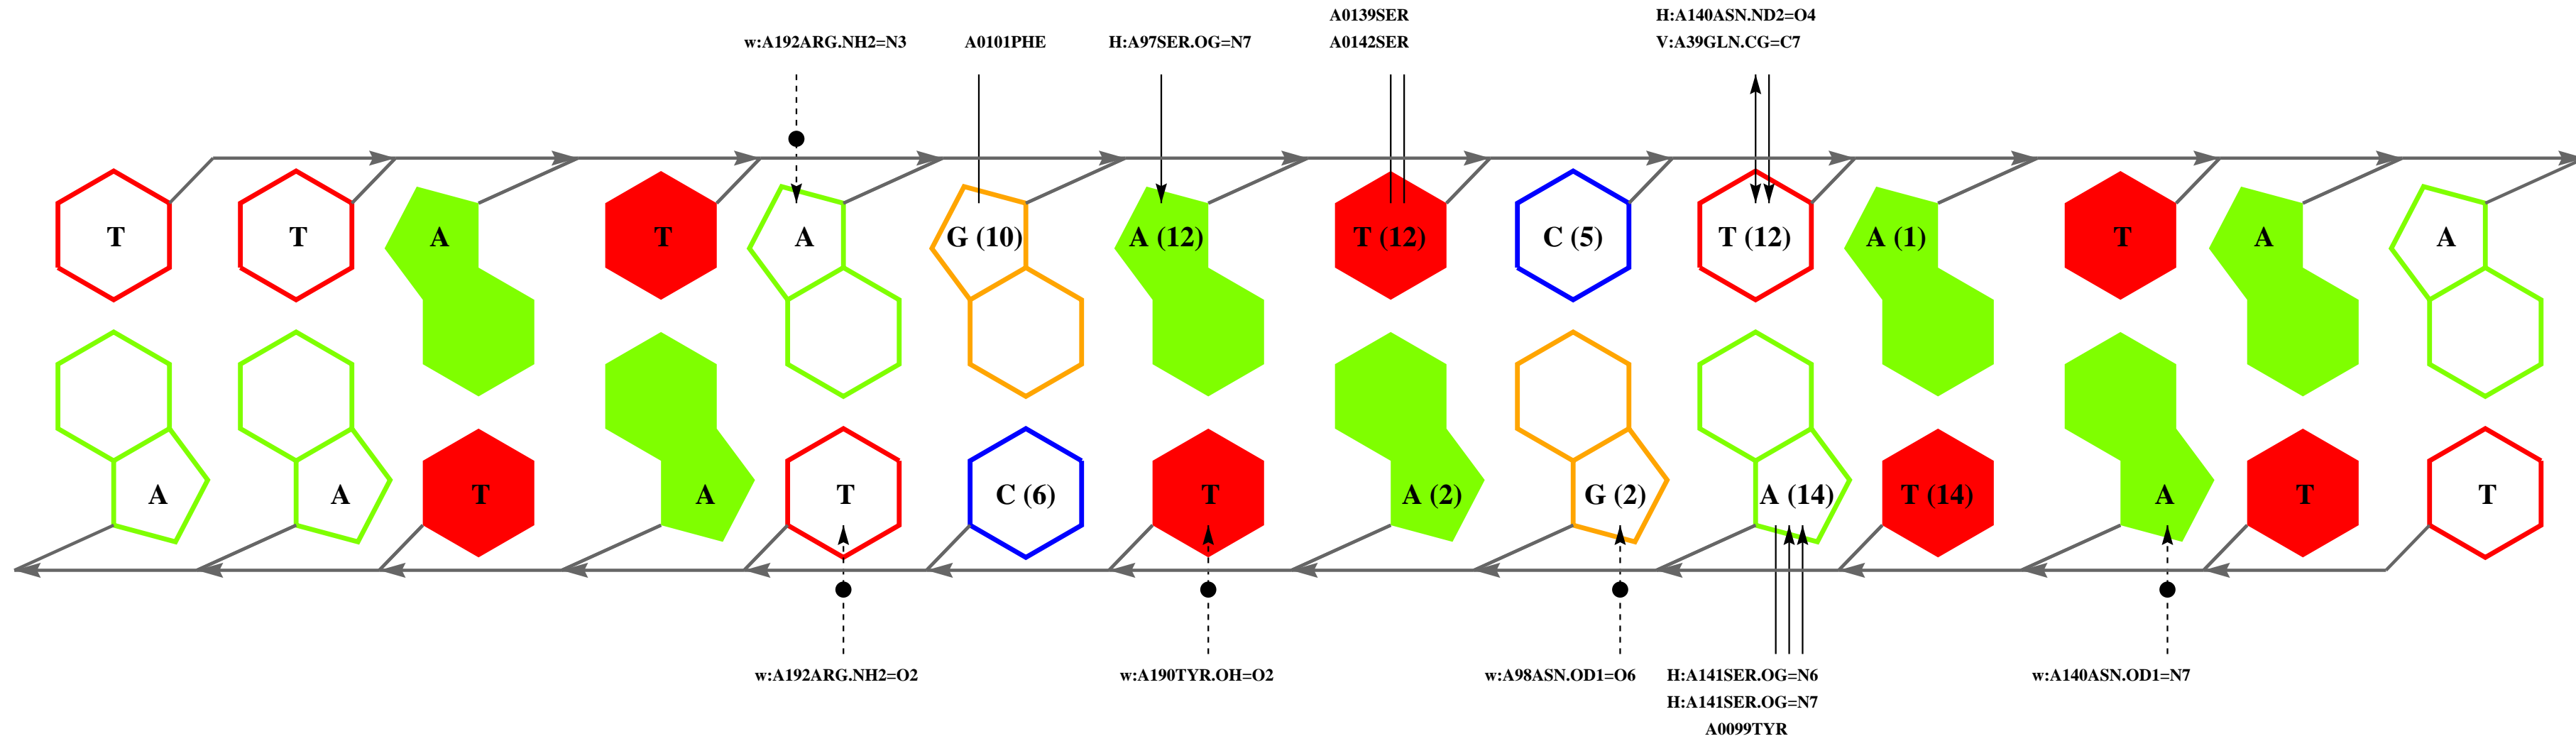 A0139SER
H:A140ASN.ND2=O4
w:A192ARG.NH2=N3
A0101PHE
H:A97SER.OG=N7
A0142SER
V:A39GLN.CG=C7
T
T
A
T
A
G (10)
A (12)
T (12)
C (5)
T (12)
A (1)
T
A
A
A
A
T
A
T
C (6)
T
A (2)
G (2)
A (14)
T (14)
A
T
T
w:A192ARG.NH2=O2
w:A190TYR.OH=O2
w:A98ASN.OD1=O6
H:A141SER.OG=N6
w:A140ASN.OD1=N7
H:A141SER.OG=N7
A0099TYR